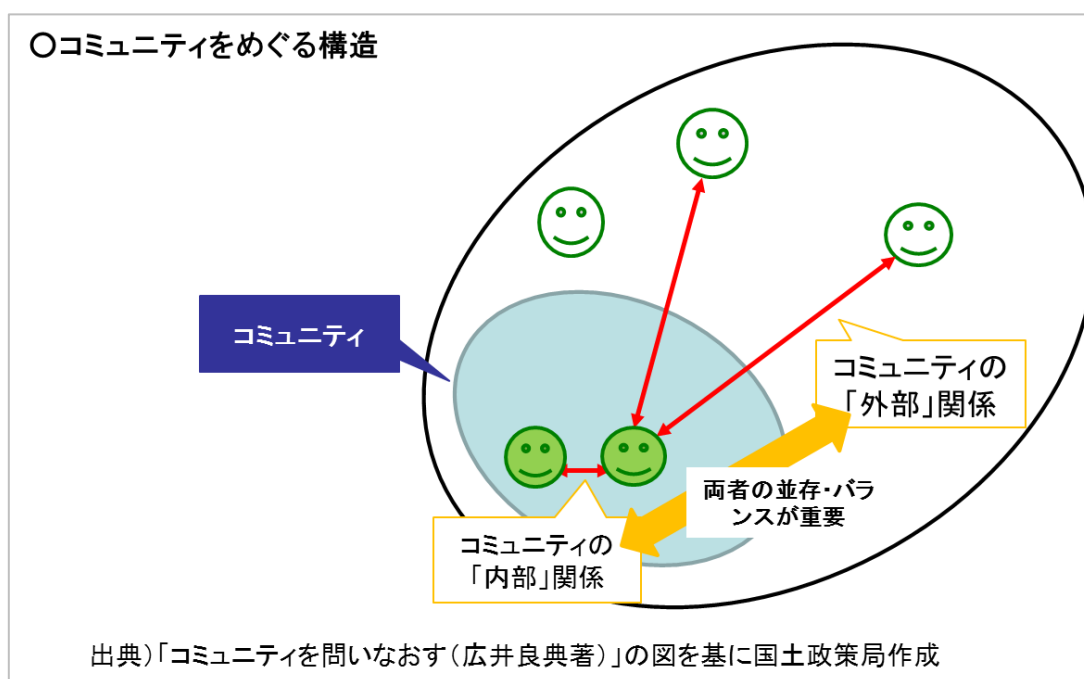 〇コミュニティをめぐる構造
コミュニティ
コミュニティの
「外部」関係
両者の並存・バラ
ンスが重要
コミュニティの
「内部」関係
出典)「コミュニティを問いなおす(広井良典著)」の図を基に国土政策局作成